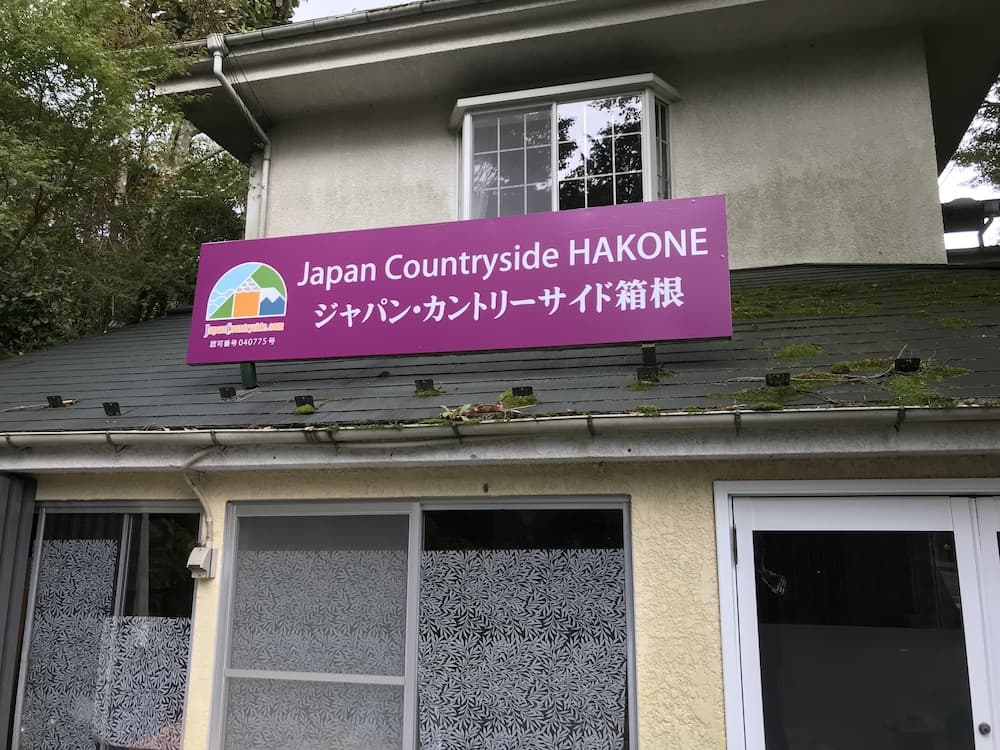 Japan Countryside HAKONE
ジャパン・カントリーサイド箱根
JapanCountryside.com
認可番号 040775号